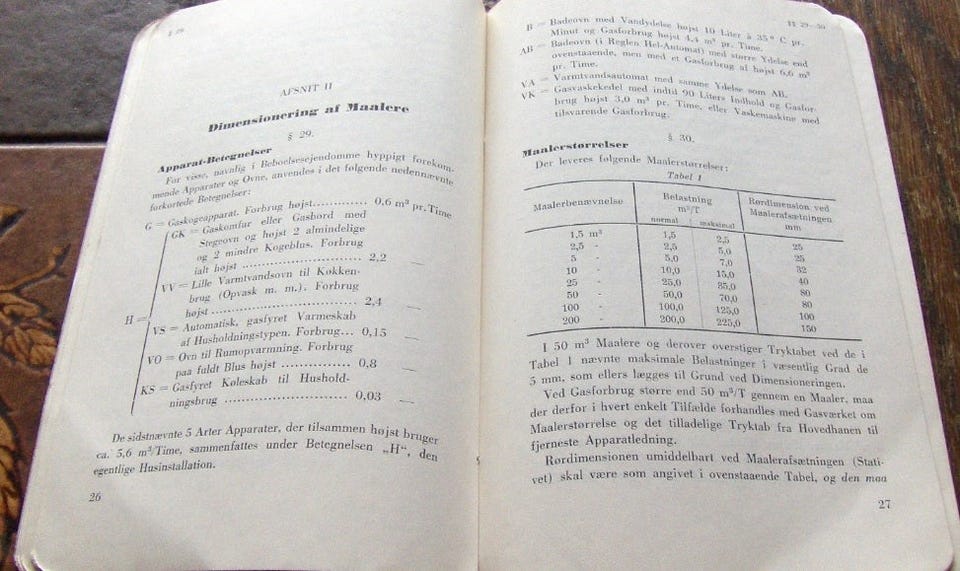 § 29
AFSNIT II
Dimensionering af Maalere
§ 29.
Apparat-Betegnelser
For visse, navnlig i Beboelsesejendomme hyppigt forekom-
mende Apparater og Ovne, anvendes i det følgende nedennævnte
forkortede Betegnelser:
G = Gaskogeapparat. Forbrug højst............. 0,6 m³ pr. Time
GK = Gaskomfur eller Gasbord med
Stegeovn og højst 2 almindelige
og 2 mindre Kogeblus. Forbrug
ialt højst ........................ 2,2 —
VV = Lille Varmtvandsovn til Køkken-
brug (Opvask m. m.). Forbrug
højst ............................. 2,4 —
H =
VS = Automatisk, gasfyret Varmeskab
af Husholdningstypen. Forbrug... 0,15 —
VO = Ovn til Rumopvarmning. Forbrug
paa fuldt Blus højst .............. 0,8 —
KS = Gasfyret Køleskab til Hushold-
ningsbrug ......................... 0,03 —
De sidstnævnte 5 Arter Apparater, der tilsammen højst bruger
ca. 5,6 m³/Time, sammenfattes under Betegnelsen „H“, den
egentlige Husinstallation.
26
II 29—30
B = Badeovn med Vandydelse højst 10 Liter à 35° C. pr.
Minut og Gasforbrug højst 4,4 m³ pr. Time.
AB = Badeovn (i Reglen Hel-Automat) med større Ydelse end
ovenstaaende, men med et Gasforbrug af højst 6,6 m³
pr. Time.
VA = Varmtvandsautomat med samme Ydelse som AB.
VK = Gasvaskekedel med indtil 90 Liters Indhold og Gasfor-
brug højst 3,0 m³ pr. Time, eller Vaskemaskine med
tilsvarende Gasforbrug.
§ 30.
Maalerstørrelser
Der leveres følgende Maalerstørrelser:
Tabel 1
Maalerbenævnelse Belastning m³/T Rørdimension ved Maalerafsætningen mm
normal maksimal
1,5 m³ 1,5 2,5 25
2,5 - 2,5 5,0 25
5 - 5,0 7,0 32
10 - 10,0 15,0 40
25 - 25,0 35,0 80
50 - 50,0 70,0 80
100 - 100,0 125,0 100
200 - 200,0 225,0 150
I 50 m³ Maalere og derover overstiger Tryktabet ved de i
Tabel 1 nævnte maksimale Belastninger i væsentlig Grad de
5 mm, som ellers lægges til Grund ved Dimensioneringen.
Ved Gasforbrug større end 50 m³/T gennem en Maaler, maa
der derfor i hvert enkelt Tilfælde forhandles med Gasværket om
Maalerstørrelse og det tilladelige Tryktab fra Hovedhanen til
fjerneste Apparatledning.
Rørdimensionen umiddelbart ved Maalerafsætningen (Stati-
vet) skal være som angivet i ovenstaaende Tabel, og den maa
27